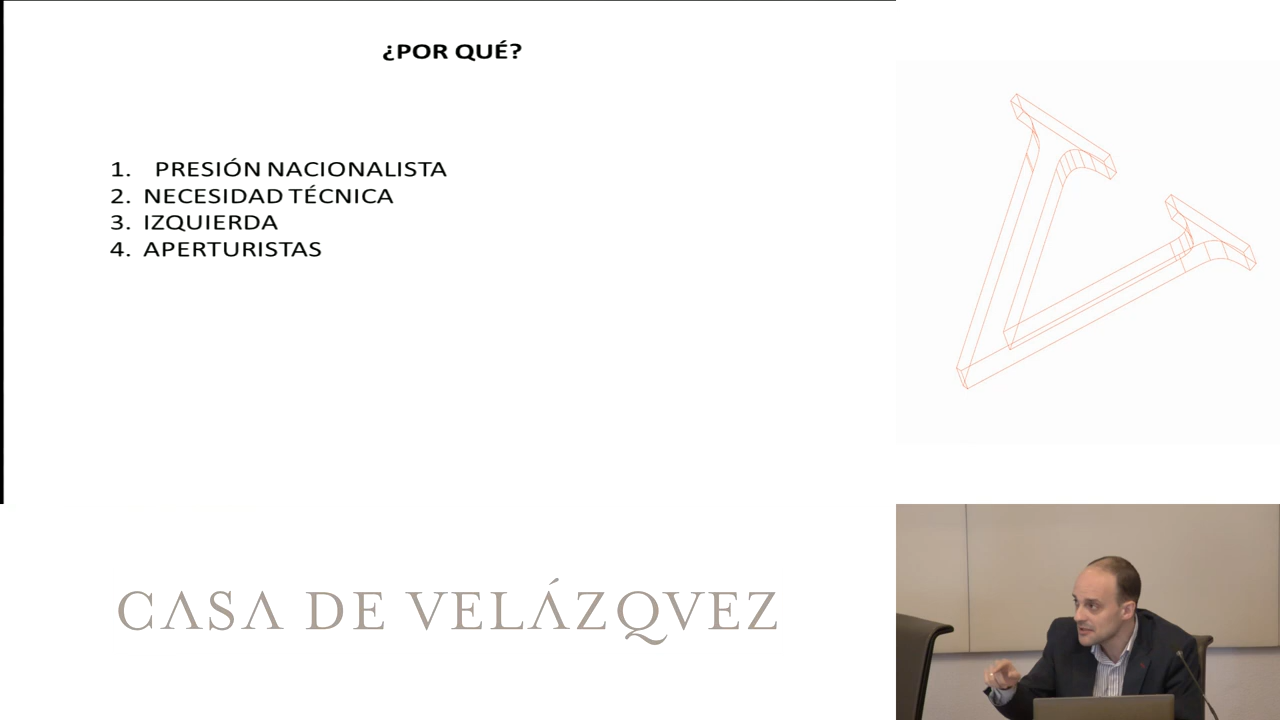 ¿POR QUÉ?
1. PRESIÓN NACIONALISTA
2. NECESIDAD TÉCNICA
3. IZQUIERDA
4. APERTURISTAS
CASA DE VELÁZQVEZ